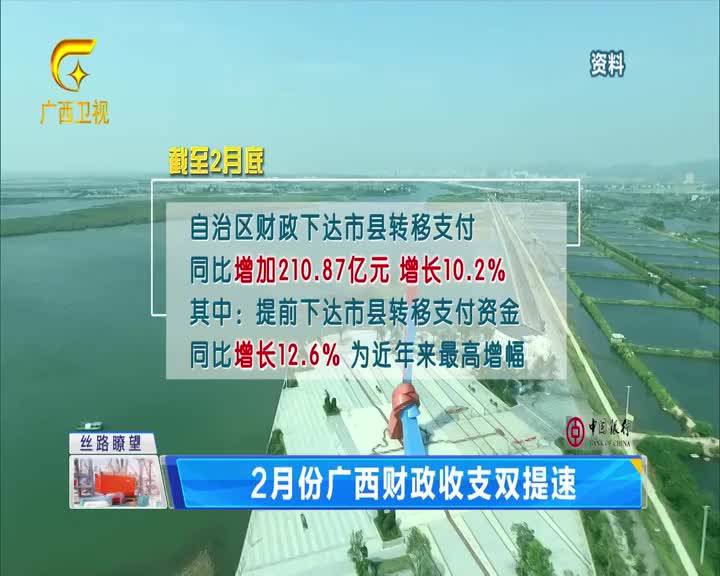 广西卫视
资料
截至2月底
自治区财政下达市县转移支付
同比增加210.87亿元 增长10.2%
其中：提前下达市县转移支付资金
同比增长12.6% 为近年来最高增幅
中国银行
BANK OF CHINA
丝路瞭望
2月份广西财政收支双提速